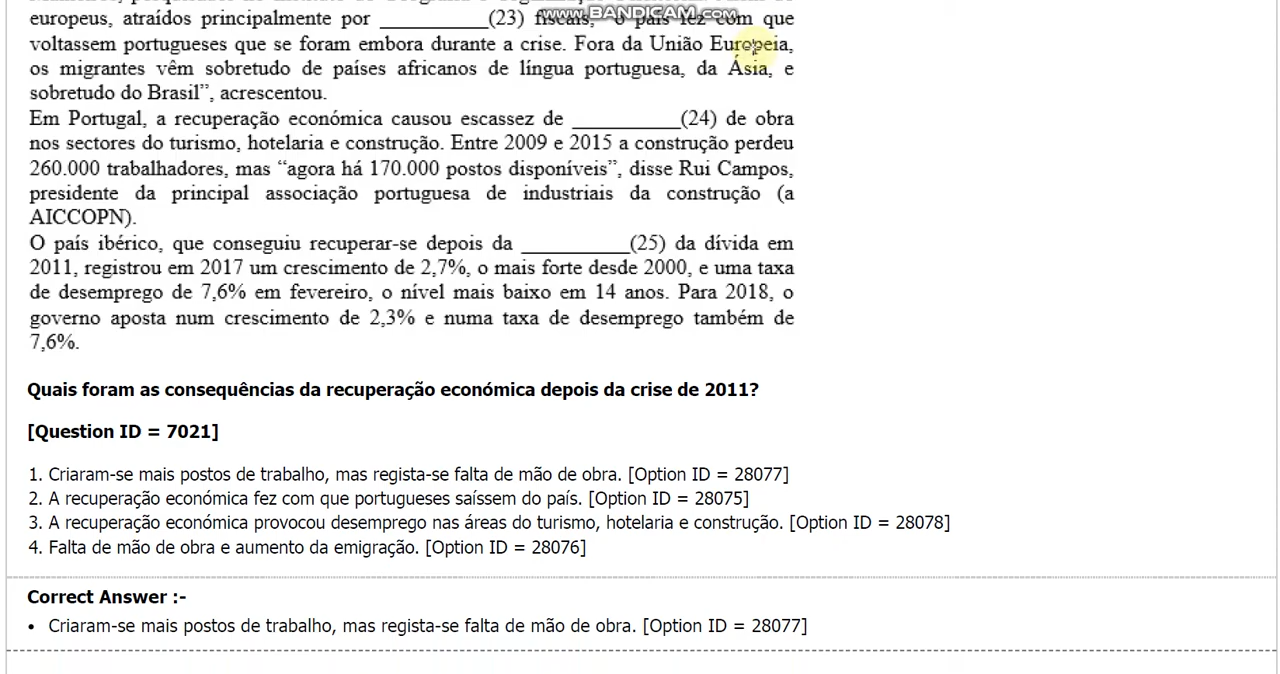 www.BANDICAM.com
europeus, atraídos principalmente por __________(23) fiscais, “o país fez com que
voltassem portugueses que se foram embora durante a crise. Fora da União Europeia,
os migrantes vêm sobretudo de países africanos de língua portuguesa, da Ásia, e
sobretudo do Brasil”, acrescentou.
Em Portugal, a recuperação económica causou escassez de __________(24) de obra
nos sectores do turismo, hotelaria e construção. Entre 2009 e 2015 a construção perdeu
260.000 trabalhadores, mas “agora há 170.000 postos disponíveis”, disse Rui Campos,
presidente da principal associação portuguesa de industriais da construção (a
AICCOPN).
O país ibérico, que conseguiu recuperar-se depois da __________(25) da dívida em
2011, registrou em 2017 um crescimento de 2,7%, o mais forte desde 2000, e uma taxa
de desemprego de 7,6% em fevereiro, o nível mais baixo em 14 anos. Para 2018, o
governo aposta num crescimento de 2,3% e numa taxa de desemprego também de
7,6%.
Quais foram as consequências da recuperação económica depois da crise de 2011?
[Question ID = 7021]
1. Criaram-se mais postos de trabalho, mas regista-se falta de mão de obra. [Option ID = 28077]
2. A recuperação económica fez com que portugueses saíssem do país. [Option ID = 28075]
3. A recuperação económica provocou desemprego nas áreas do turismo, hotelaria e construção. [Option ID = 28078]
4. Falta de mão de obra e aumento da emigração. [Option ID = 28076]
Correct Answer :-
• Criaram-se mais postos de trabalho, mas regista-se falta de mão de obra. [Option ID = 28077]